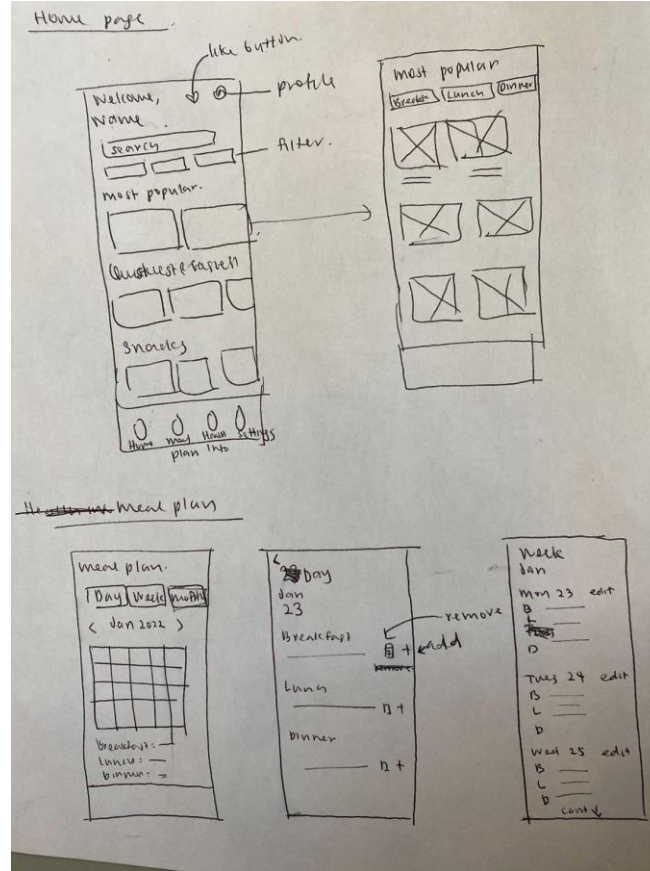 Home page
like button
profile
Welcome,
Name
search
filter.
most popular.
Snacks
Home meal Health Settings
plan Info
most popular
Breakfast Lunch Dinner
meal plan
meal plan.
Day Week Month
< Jan 2022 >
Breakfast: —
Lunch: —
Dinner: —
<
Day
Jan
23
Breakfast
remove
+ add
remove
Lunch
+
Dinner
+
Week
Jan
Mon 23 edit
B
L
D
Tues 24 edit
B
L
D
Wed 25 edit
B
L
D
cont ↓